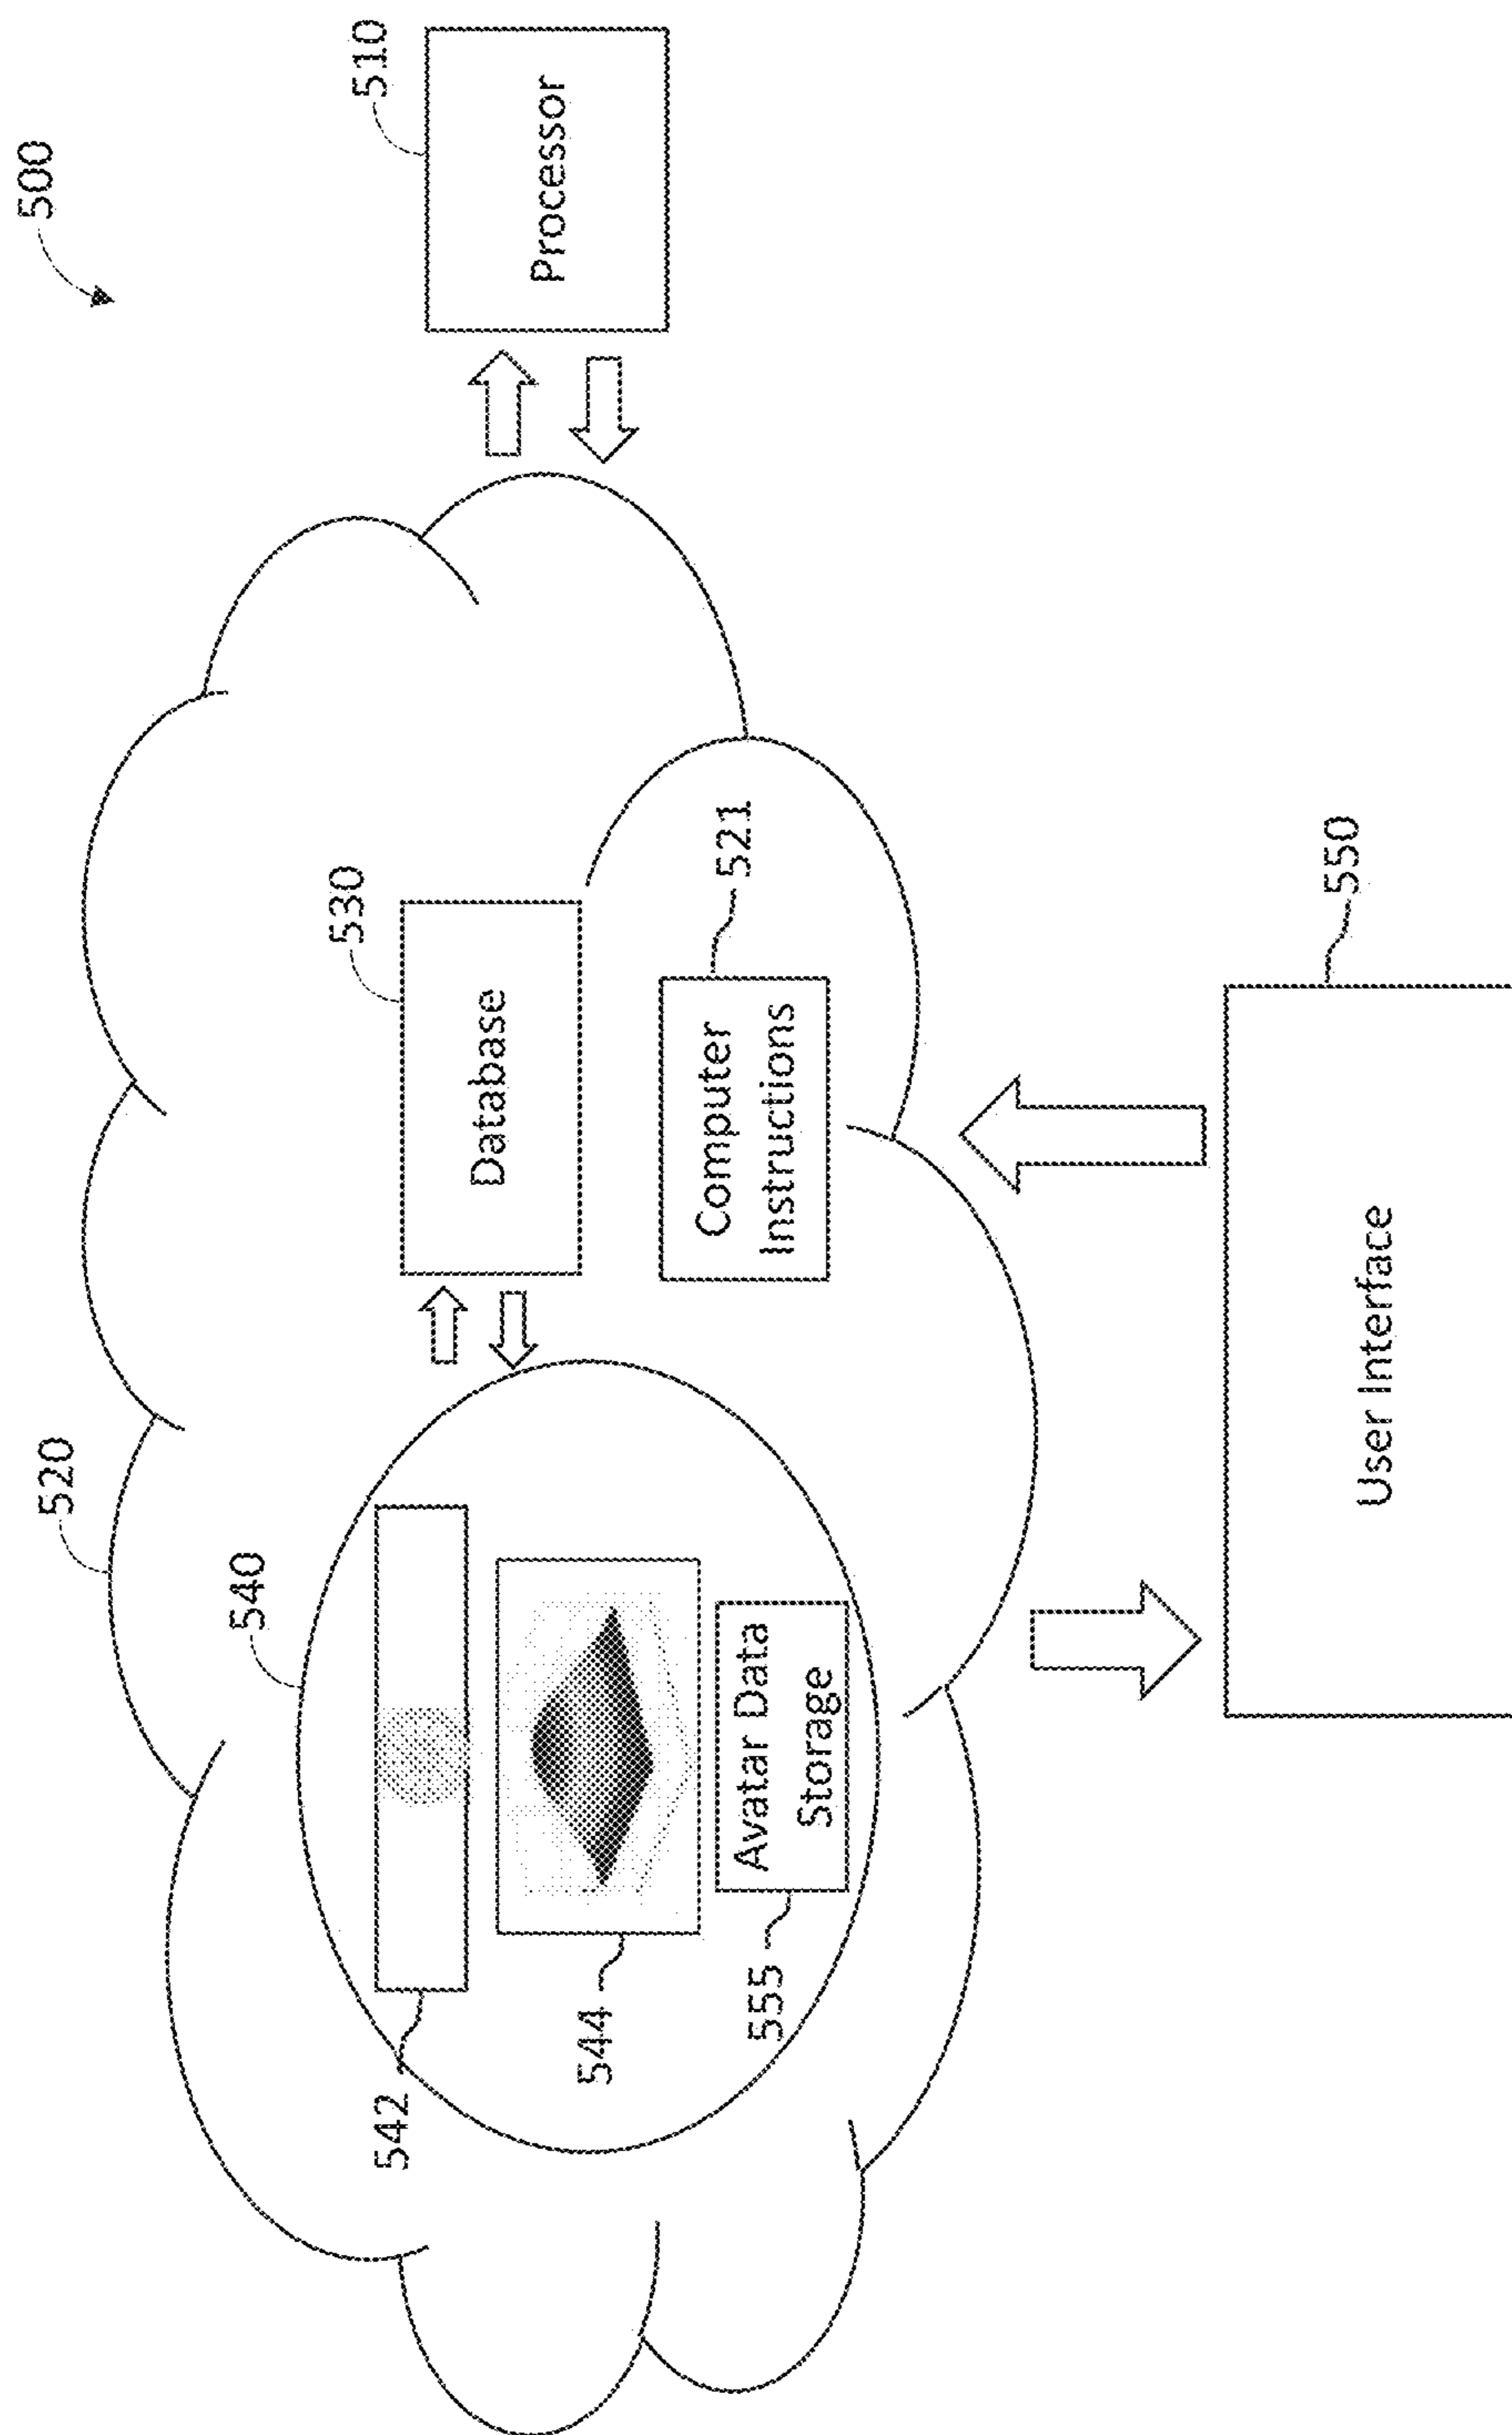 500
510
Processor
520
530
Database
540
521
Computer
Instructions
542
544
555
Avatar Data
Storage
550
User Interface